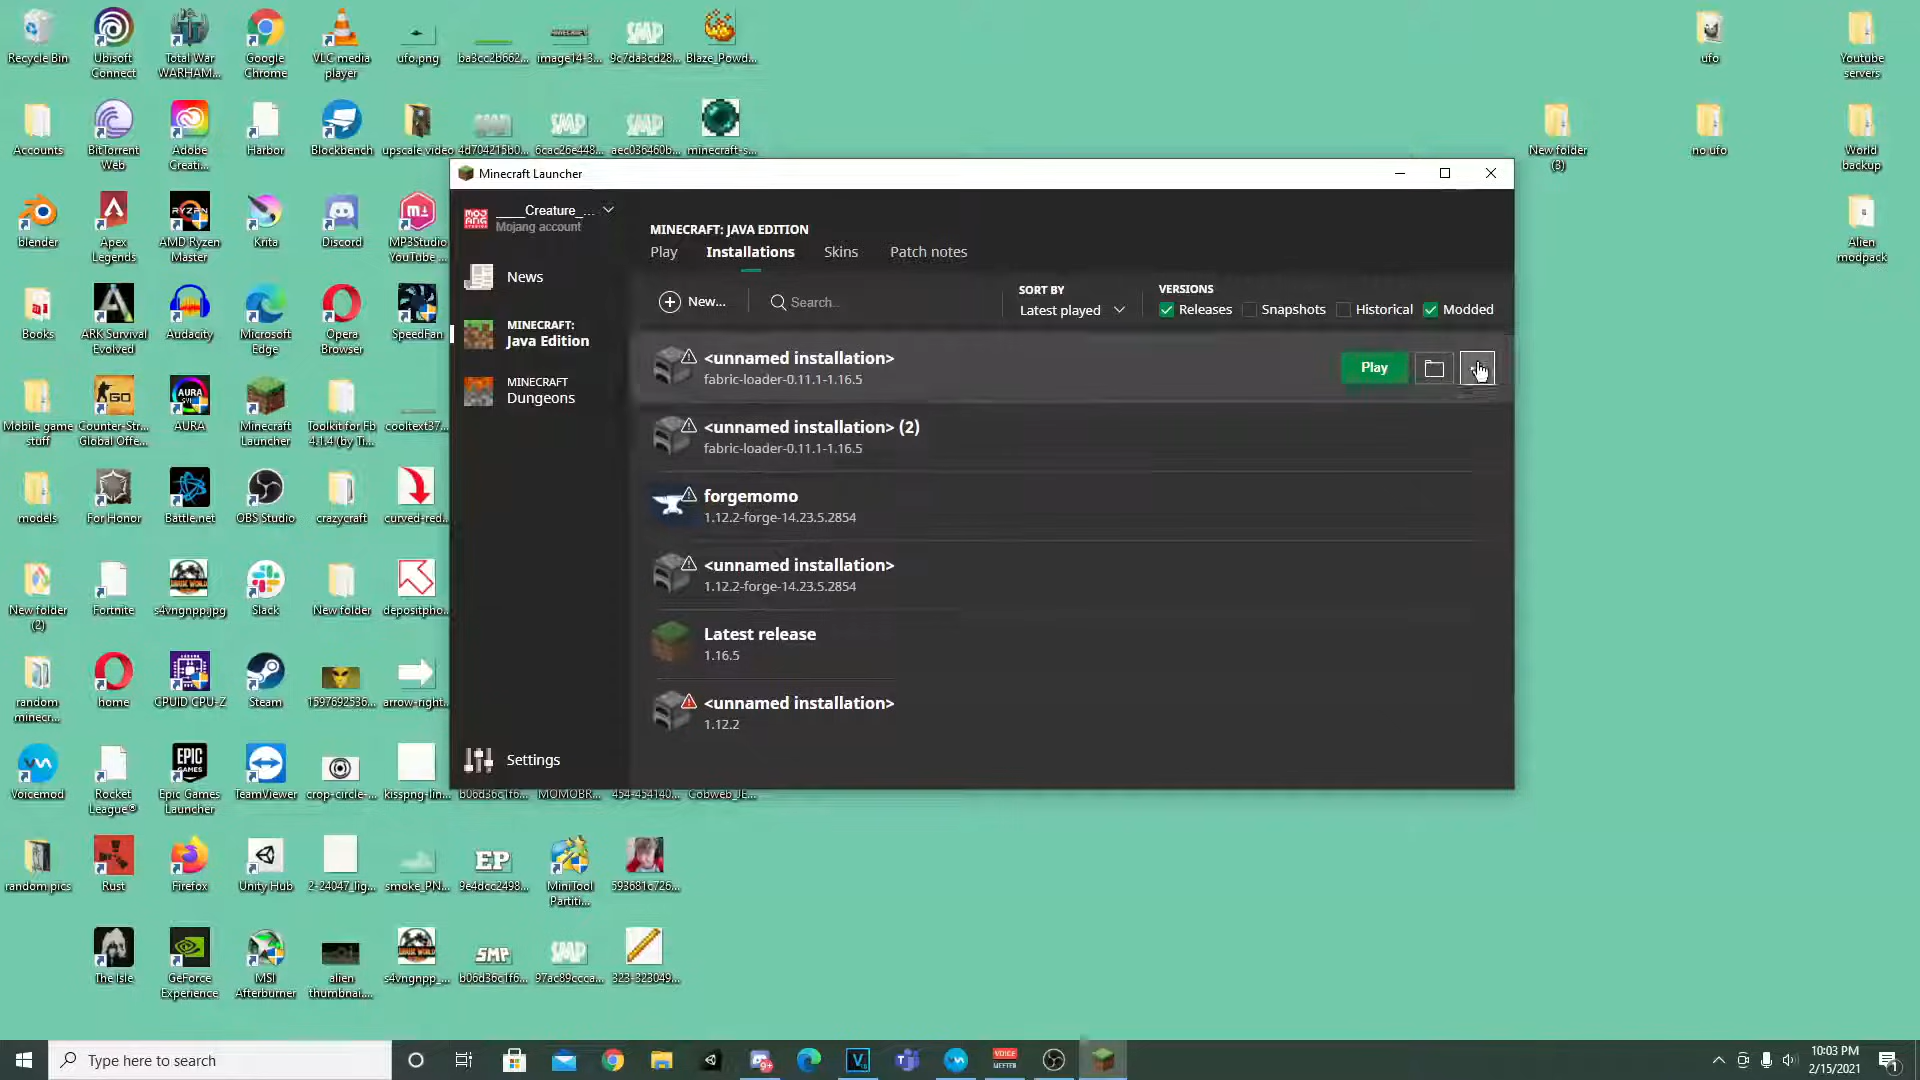 Recycle Bin
Ubisoft Connect
Total War WARHAM...
Google Chrome
VLC media player
ufo.png
ba3cc2b662...
image14-3...
9c7da3cd28...
Blaze_Powd...
ufo
Youtube servers
Accounts
BitTorrent Web
Adobe Creati...
Harbor
Blockbench
upscale video
4d704215b0...
6cac26e448...
aec036460b...
minecraft-s...
New folder (3)
no ufo
World backup
blender
Apex Legends
AMD Ryzen Master
Krita
Discord
MP3Studio YouTube ...
Alien modpack
Books
ARK Survival Evolved
Audacity
Microsoft Edge
Opera Browser
SpeedFan
Mobile game stuff
Counter-Str... Global Offe...
AURA
Minecraft Launcher
Toolkit for Fb 4.1.4 (by Ti...
cooltext37...
models
For Honor
Battle.net
OBS Studio
crazycraft
curved-red...
New folder (2)
Fortnite
s4vngnpp.jpg
Slack
New folder
depositpho...
random minecr...
home
CPUID CPU-Z
Steam
1597692536...
arrow-right...
Voicemod
Rocket League®
Epic Games Launcher
TeamViewer
crop-circle-...
kisspng-lin...
b06d36c1f6...
MOMOBR...
454-454140...
Cobweb_JE...
random pics
Rust
Firefox
Unity Hub
2-24047_lig...
smoke_PN...
9e4dcc2498...
MiniTool Partiti...
593681c726...
The Isle
GeForce Experience
MSI Afterburner
alien thumbnai...
s4vngnpp_...
b06d36c1f6...
97ac89ccca...
323-323049...
Minecraft Launcher
____Creature_...
Mojang account
News
MINECRAFT:
Java Edition
MINECRAFT
Dungeons
Settings
MINECRAFT: JAVA EDITION
Play Installations Skins Patch notes
New...
Search..
SORT BY
Latest played
VERSIONS
Releases Snapshots Historical Modded
<unnamed installation>
fabric-loader-0.11.1-1.16.5
Play
<unnamed installation> (2)
fabric-loader-0.11.1-1.16.5
forgemomo
1.12.2-forge-14.23.5.2854
<unnamed installation>
1.12.2-forge-14.23.5.2854
Latest release
1.16.5
<unnamed installation>
1.12.2
Type here to search
10:03 PM
2/15/2021